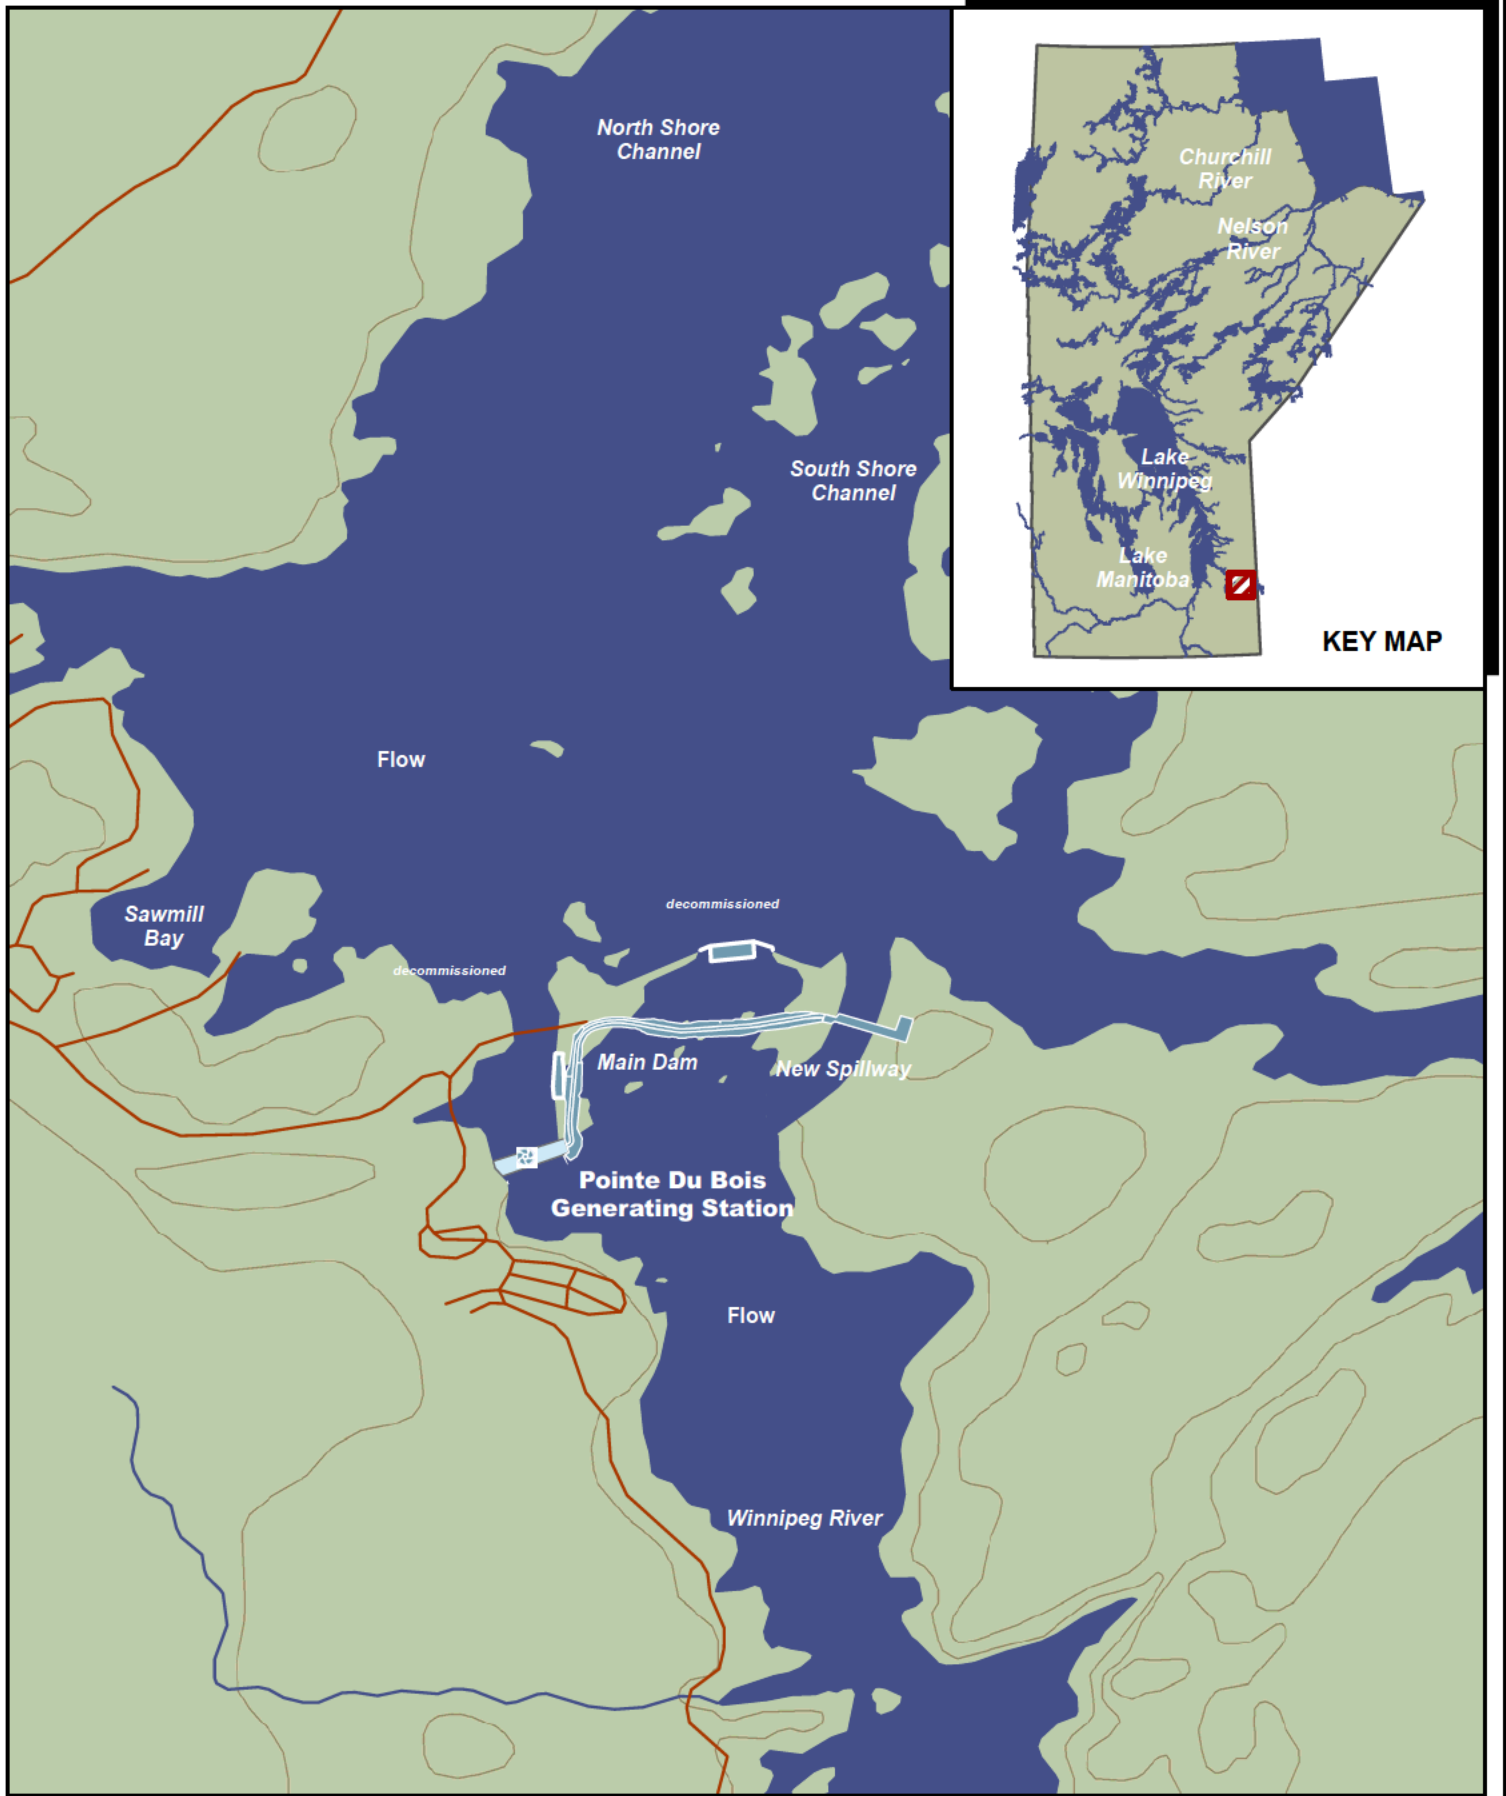 North Shore
Channel
Churchill
River
Nelson
River
South Shore
Channel
Lake
Winnipeg
Lake
Manitoba
KEY MAP
Flow
decommissioned
Sawmill
Bay
decommissioned
Main Dam
New Spillway
Pointe Du Bois
Generating Station
Flow
Winnipeg River